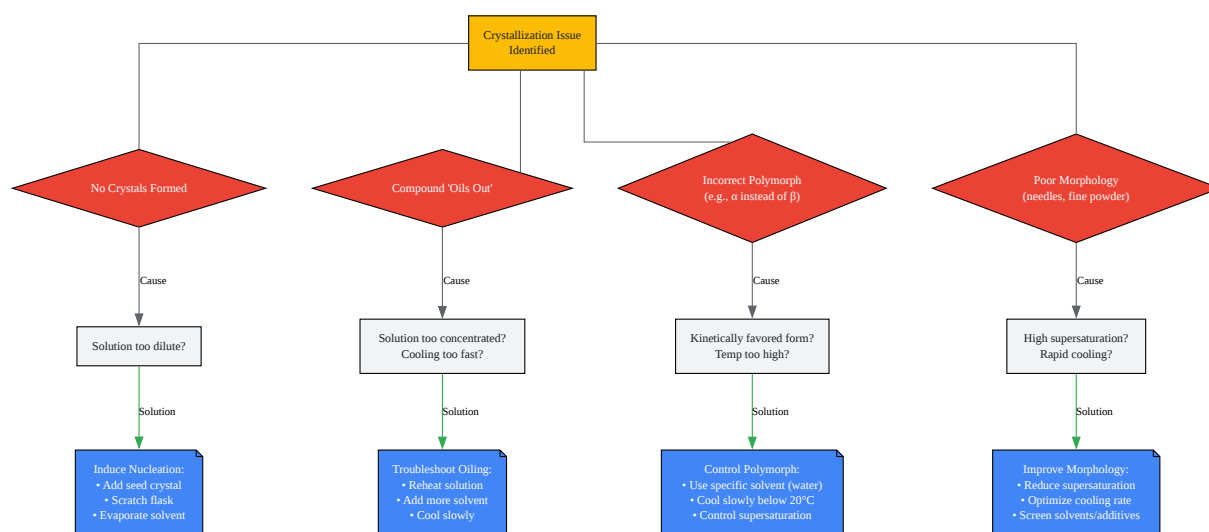 Crystallization Issue
Identified
No Crystals Formed
Compound 'Oils Out'
Incorrect Polymorph
(e.g., α instead of β)
Poor Morphology
(needles, fine powder)
Cause
Cause
Cause
Cause
Solution too dilute?
Solution too concentrated?
Cooling too fast?
Kinetically favored form?
Temp too high?
High supersaturation?
Rapid cooling?
Solution
Solution
Solution
Solution
Induce Nucleation:
• Add seed crystal
• Scratch flask
• Evaporate solvent
Troubleshoot Oiling:
• Reheat solution
• Add more solvent
• Cool slowly
Control Polymorph:
• Use specific solvent (water)
• Cool slowly below 20°C
• Control supersaturation
Improve Morphology:
• Reduce supersaturation
• Optimize cooling rate
• Screen solvents/additives